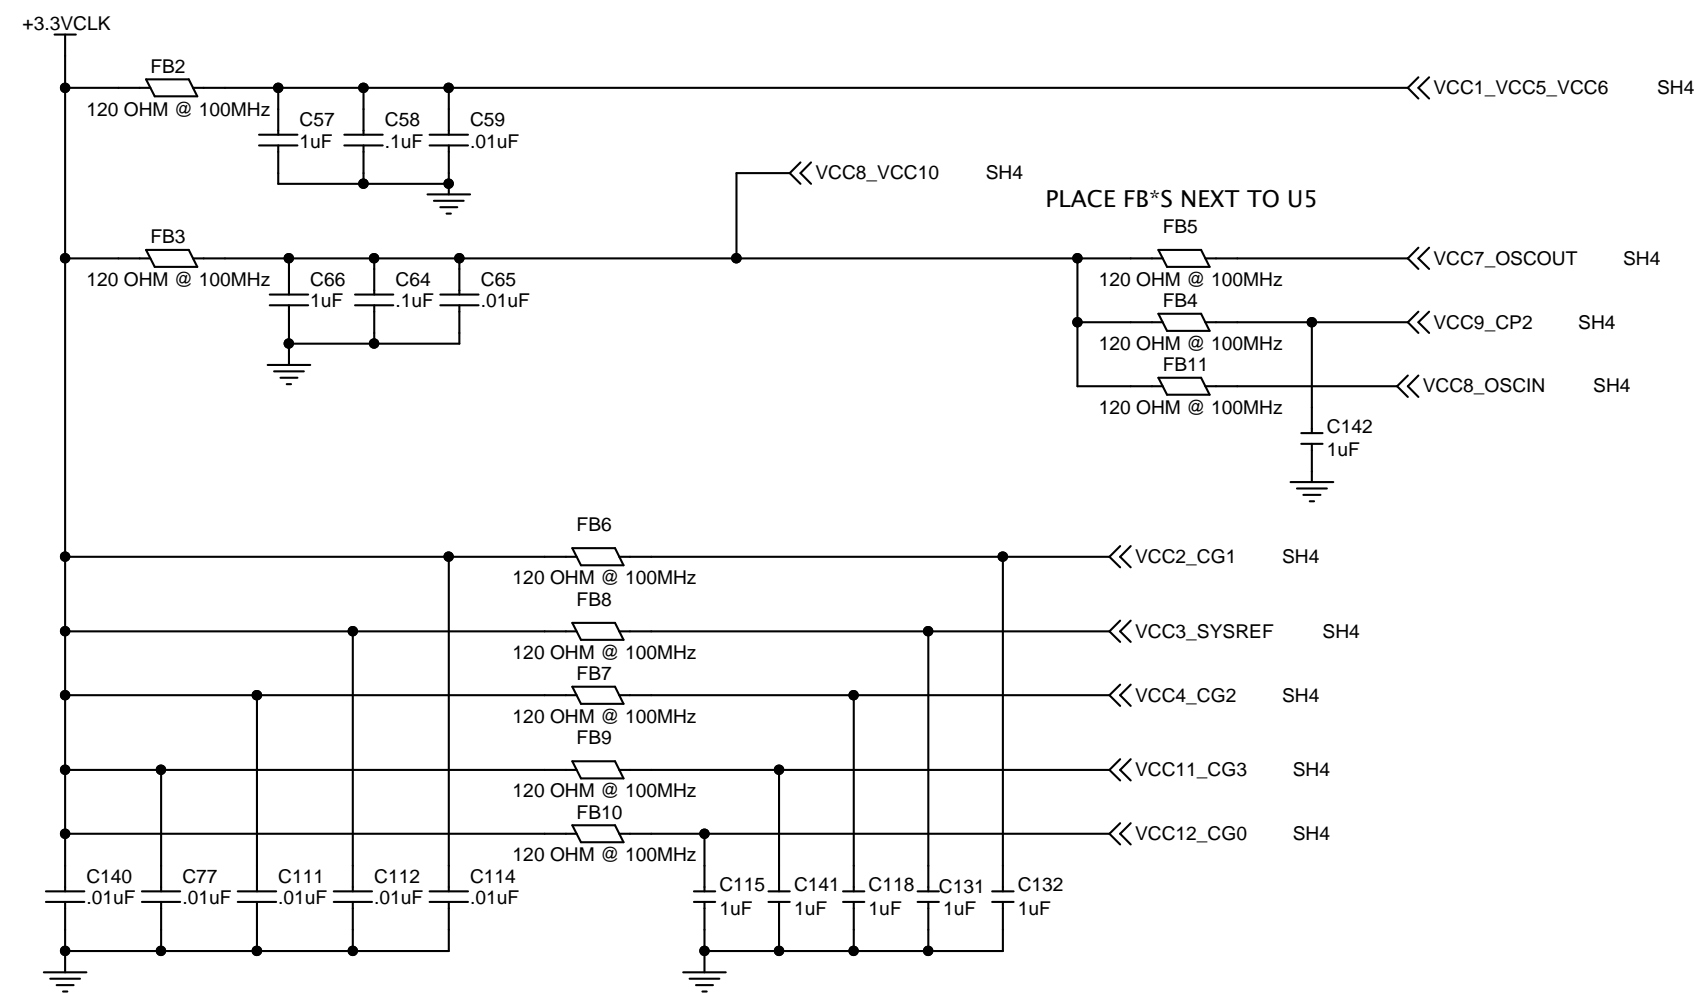 +3.3VCLK
FB2
120 OHM @ 100MHz
VCC1_VCC5_VCC6 SH4
C57
1uF
C58
.1uF
C59
.01uF
VCC8_VCC10 SH4
PLACE FB*S NEXT TO U5
FB3
120 OHM @ 100MHz
C66
1uF
C64
.1uF
C65
.01uF
FB5
120 OHM @ 100MHz
VCC7_OSCOUT SH4
FB4
120 OHM @ 100MHz
VCC9_CP2 SH4
FB11
120 OHM @ 100MHz
VCC8_OSCIN SH4
C142
1uF
FB6
120 OHM @ 100MHz
VCC2_CG1 SH4
FB8
120 OHM @ 100MHz
VCC3_SYSREF SH4
FB7
120 OHM @ 100MHz
VCC4_CG2 SH4
FB9
120 OHM @ 100MHz
VCC11_CG3 SH4
FB10
120 OHM @ 100MHz
VCC12_CG0 SH4
C140
.01uF
C77
.01uF
C111
.01uF
C112
.01uF
C114
.01uF
C115
1uF
C141
1uF
C118
1uF
C131
1uF
C132
1uF